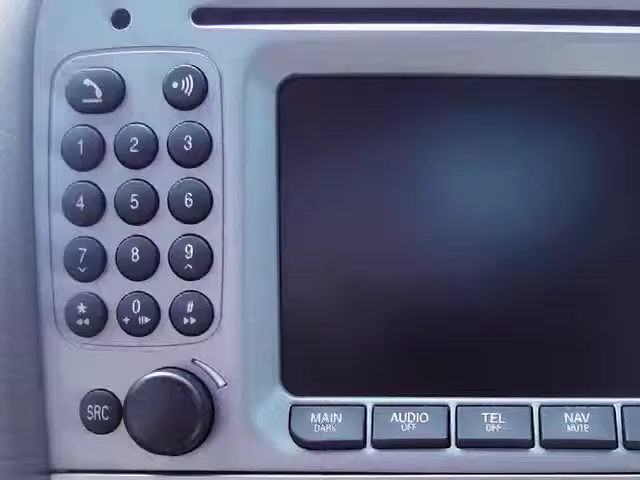 1 2 3
4 5 6
7 8 9
* 0 #
+
SRC
MAIN AUDIO TEL NAV
DARK OFF OFF MUTE